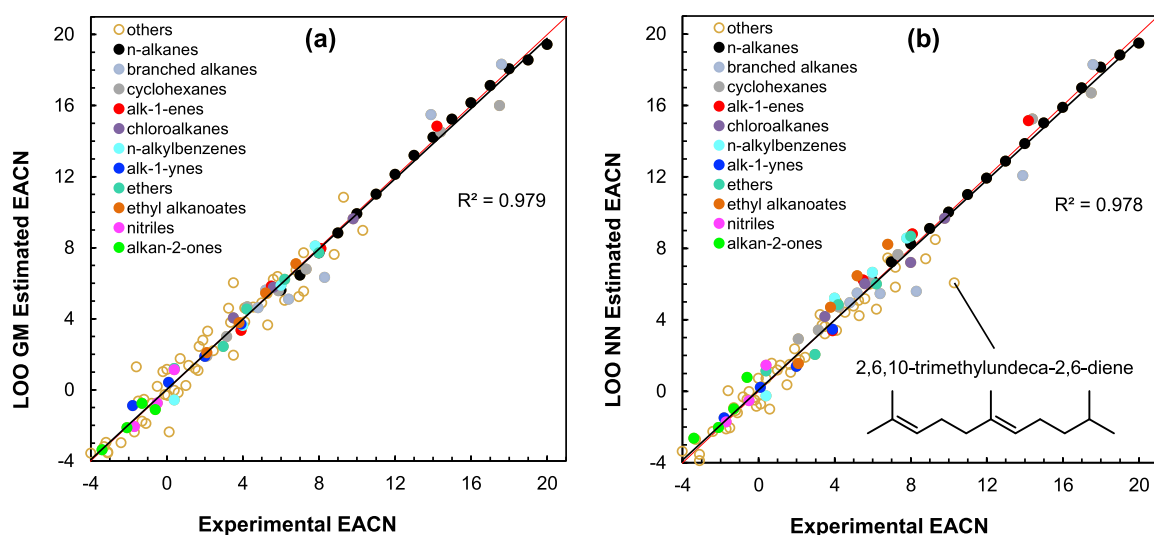 (a)
others
n-alkanes
branched alkanes
cyclohexanes
alk-1-enes
chloroalkanes
n-alkylbenzenes
alk-1-ynes
ethers
ethyl alkanoates
nitriles
alkan-2-ones
R² = 0.979
LOO GM Estimated EACN
20
16
12
8
4
0
-4
-4 0 4 8 12 16 20
Experimental EACN
(b)
others
n-alkanes
branched alkanes
cyclohexanes
alk-1-enes
chloroalkanes
n-alkylbenzenes
alk-1-ynes
ethers
ethyl alkanoates
nitriles
alkan-2-ones
R² = 0.978
2,6,10-trimethylundeca-2,6-diene
LOO NN Estimated EACN
20
16
12
8
4
0
-4
-4 0 4 8 12 16 20
Experimental EACN